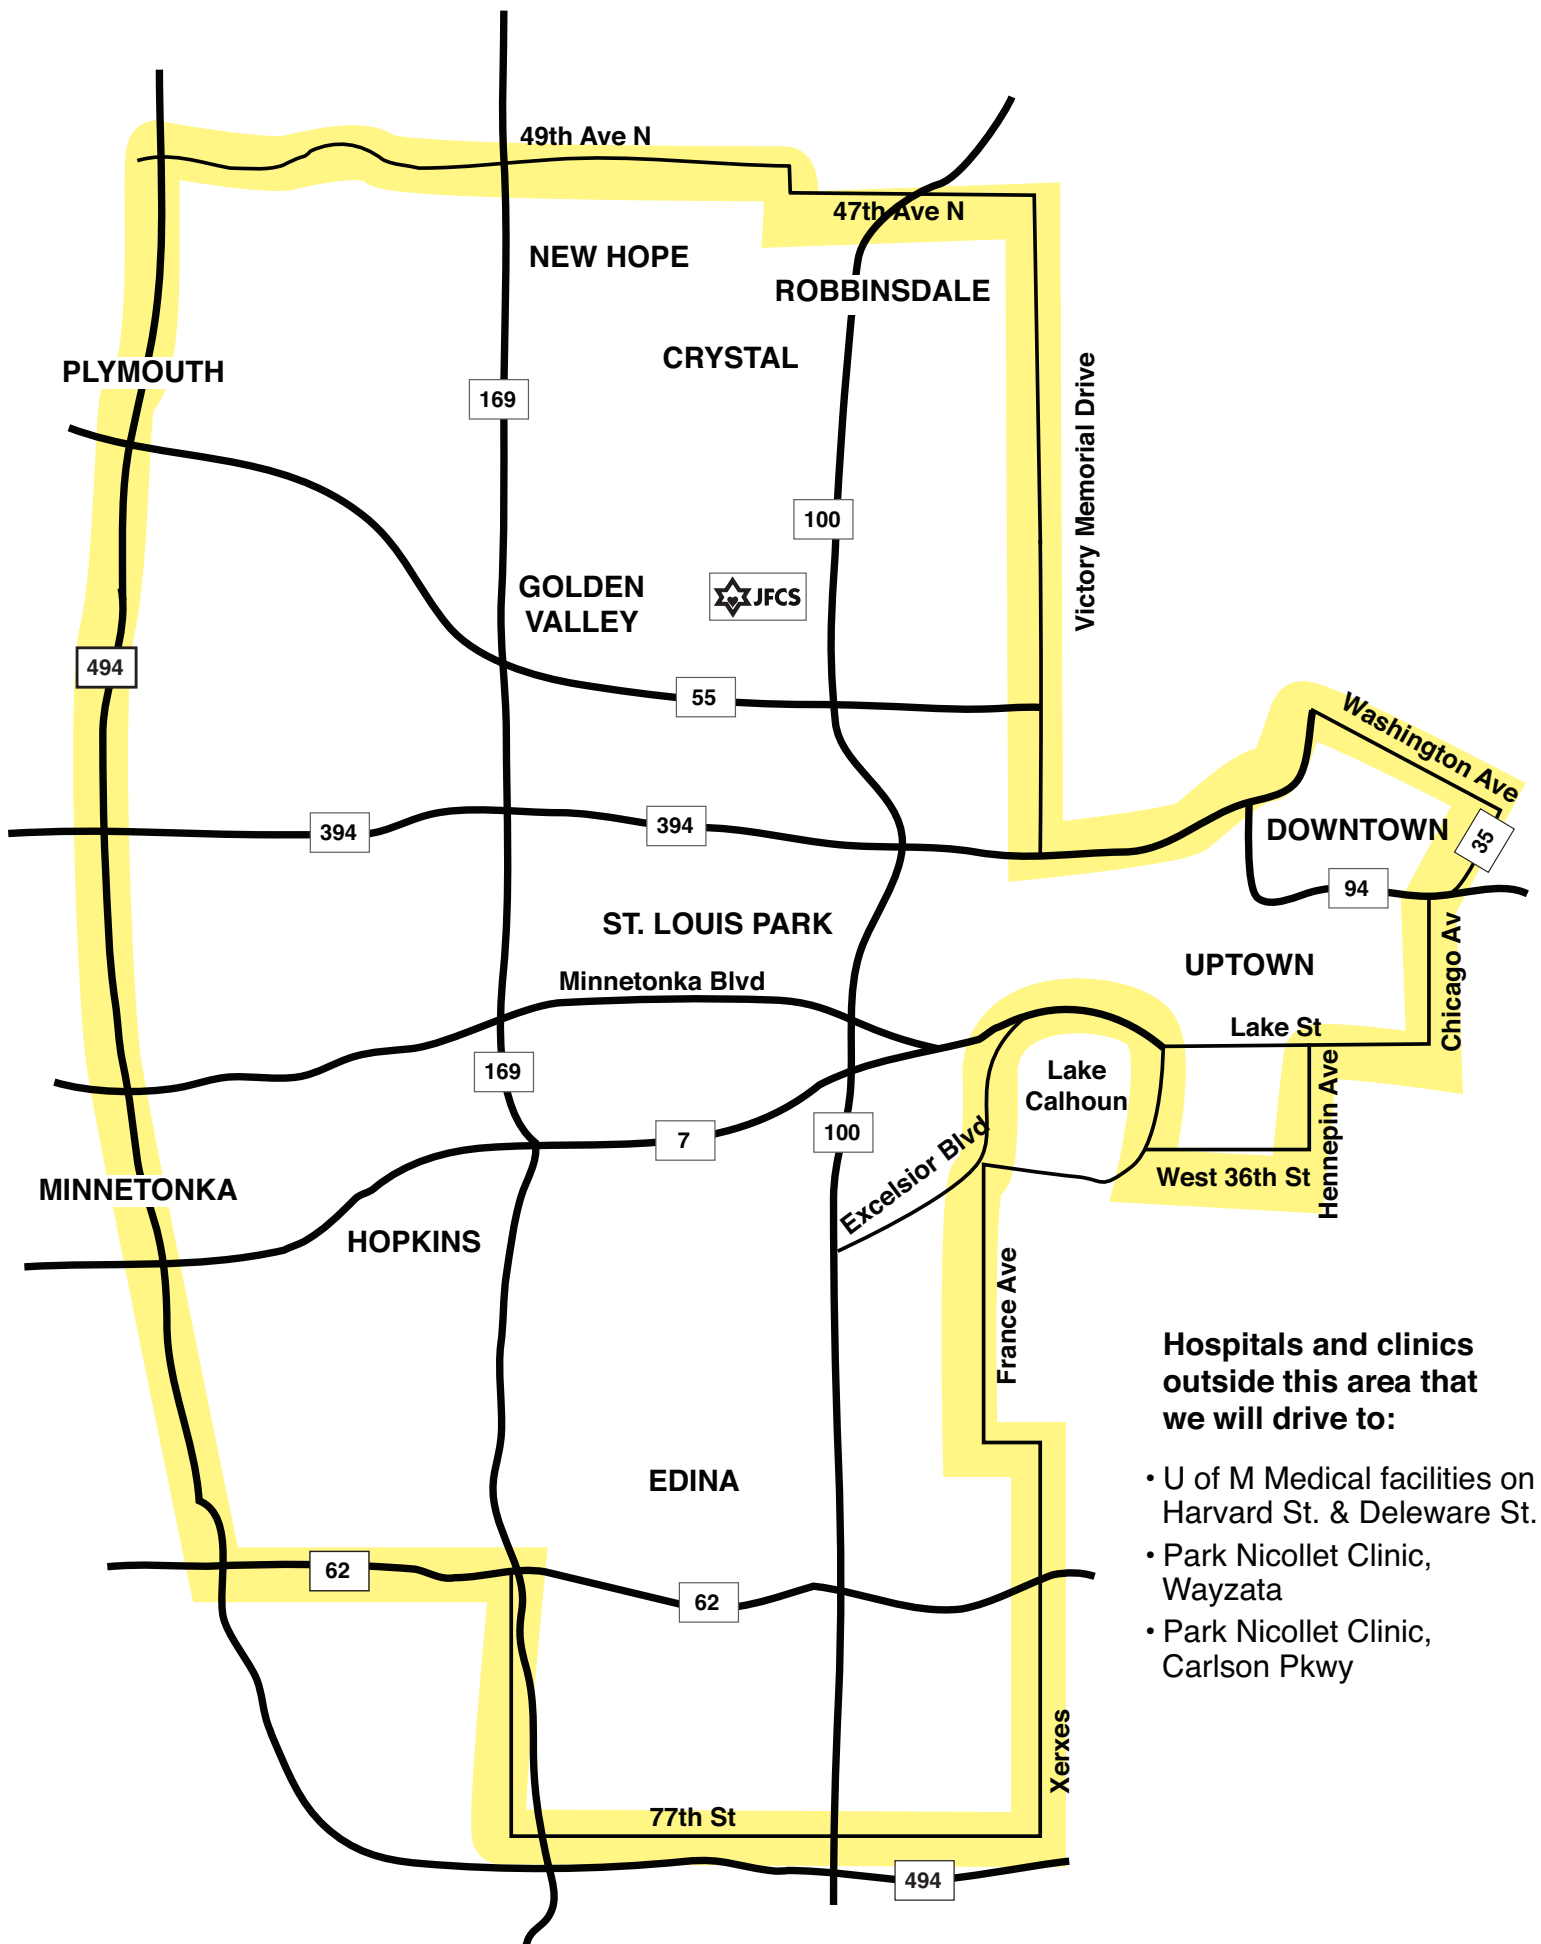 49th Ave N
47th Ave N
NEW HOPE
ROBBINSDALE
CRYSTAL
PLYMOUTH
169
Victory Memorial Drive
100
GOLDEN
VALLEY
JFCS
494
55
Washington Ave
394
394
DOWNTOWN
35
94
ST. LOUIS PARK
UPTOWN
Chicago Av
Minnetonka Blvd
Lake St
169
Lake
Calhoun
Hennepin Ave
7
100
Excelsior Blvd
West 36th St
MINNETONKA
HOPKINS
France Ave
Hospitals and clinics
outside this area that
we will drive to:
EDINA
• U of M Medical facilities on
Harvard St. & Deleware St.
• Park Nicollet Clinic,
Wayzata
• Park Nicollet Clinic,
Carlson Pkwy
62
62
Xerxes
77th St
494